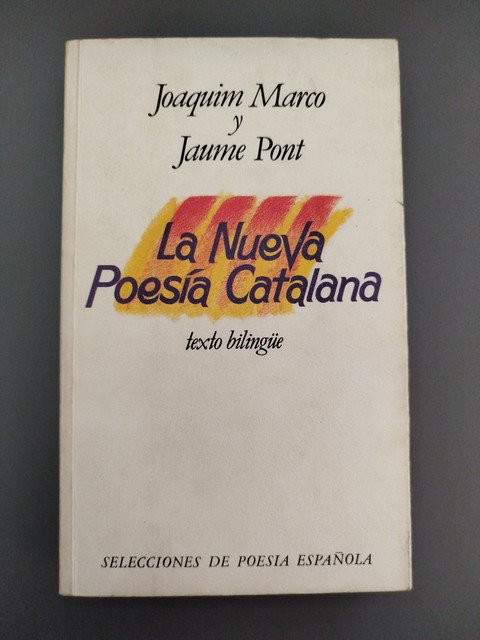 Joaquim Marco
y
Jaume Pont
La Nueva
Poesía Catalana
texto bilingüe
SELECCIONES DE POESIA ESPAÑOLA